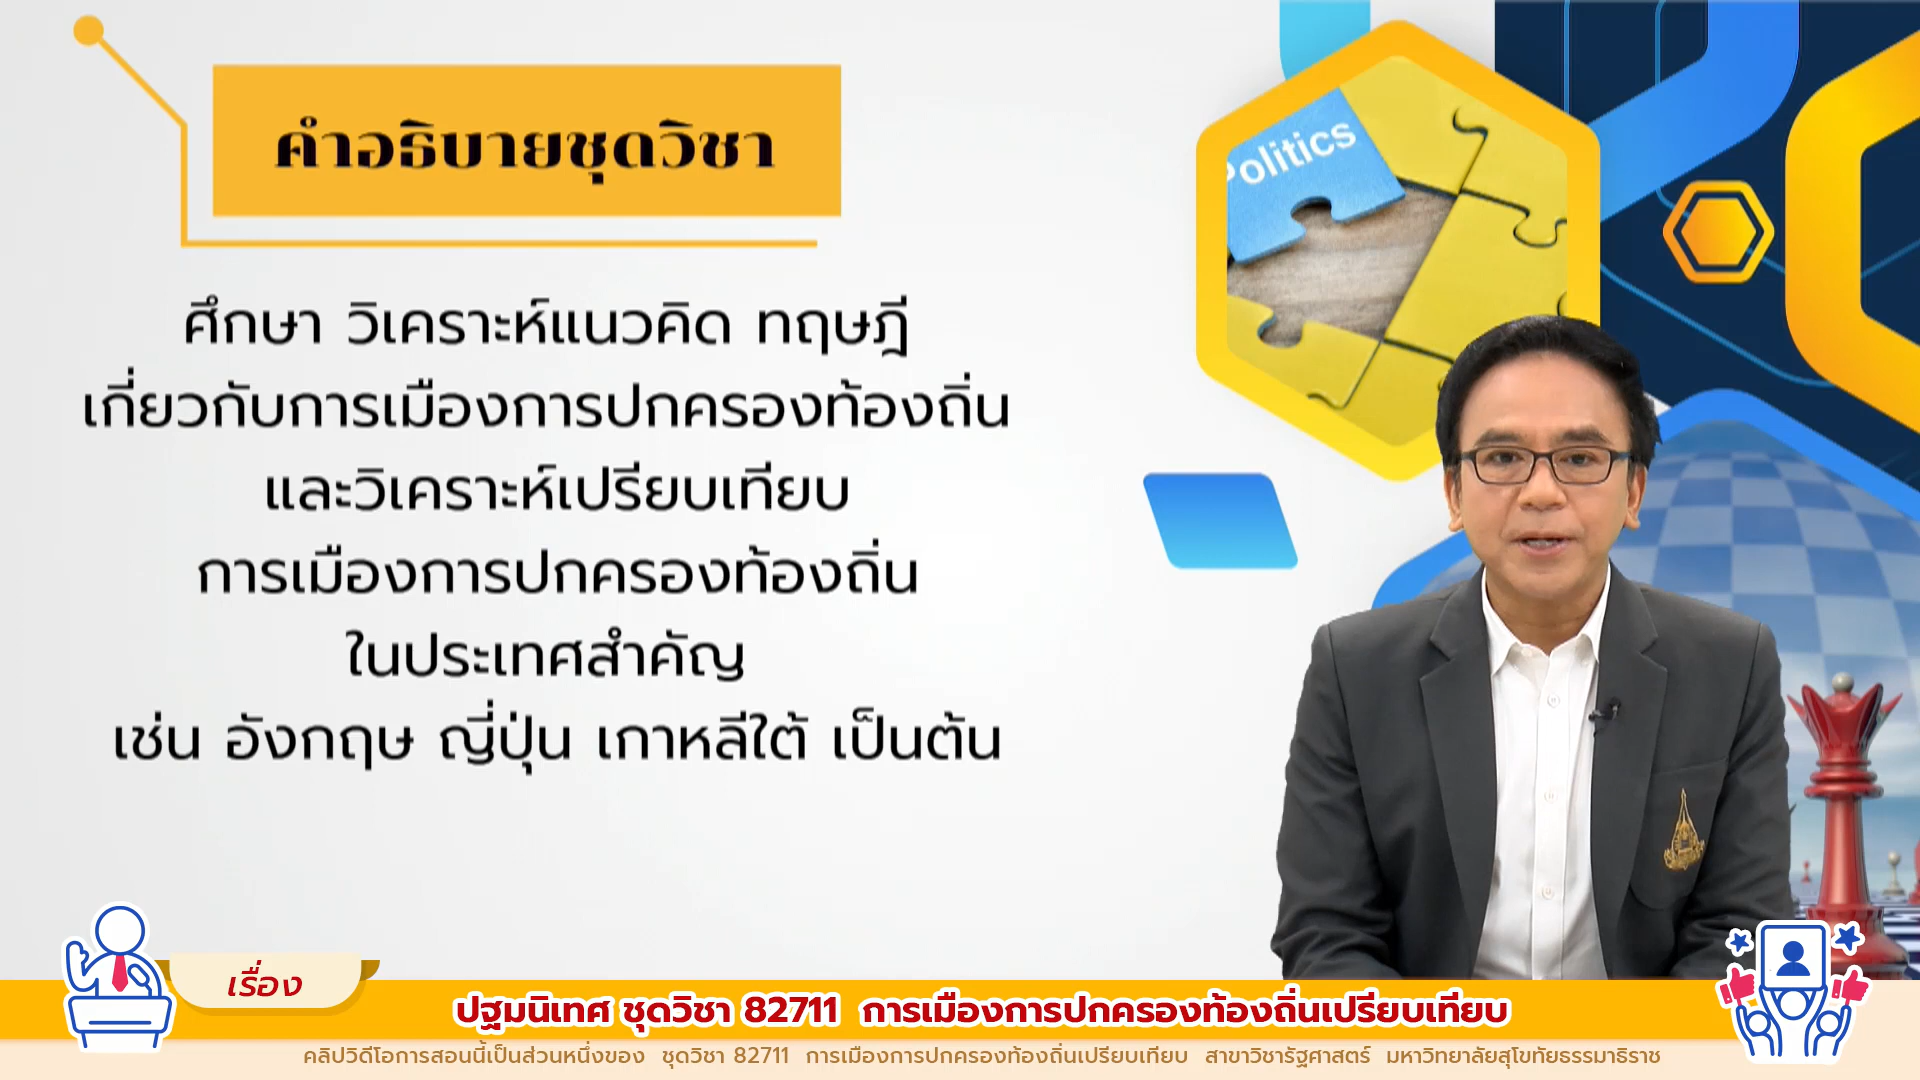 คำอธิบายชุดวิชา
Politics
ศึกษา วิเคราะห์แนวคิด ทฤษฎี
เกี่ยวกับการเมืองการปกครองท้องถิ่น
และวิเคราะห์เปรียบเทียบ
การเมืองการปกครองท้องถิ่น
ในประเทศสำคัญ
เช่น อังกฤษ ญี่ปุ่น เกาหลีใต้ เป็นต้น
เรื่อง
ปฐมนิเทศ ชุดวิชา 82711 การเมืองการปกครองท้องถิ่นเปรียบเทียบ
คลิปวิดีโอการสอนนี้เป็นส่วนหนึ่งของ ชุดวิชา 82711 การเมืองการปกครองท้องถิ่นเปรียบเทียบ สาขาวิชารัฐศาสตร์ มหาวิทยาลัยสุโขทัยธรรมาธิราช